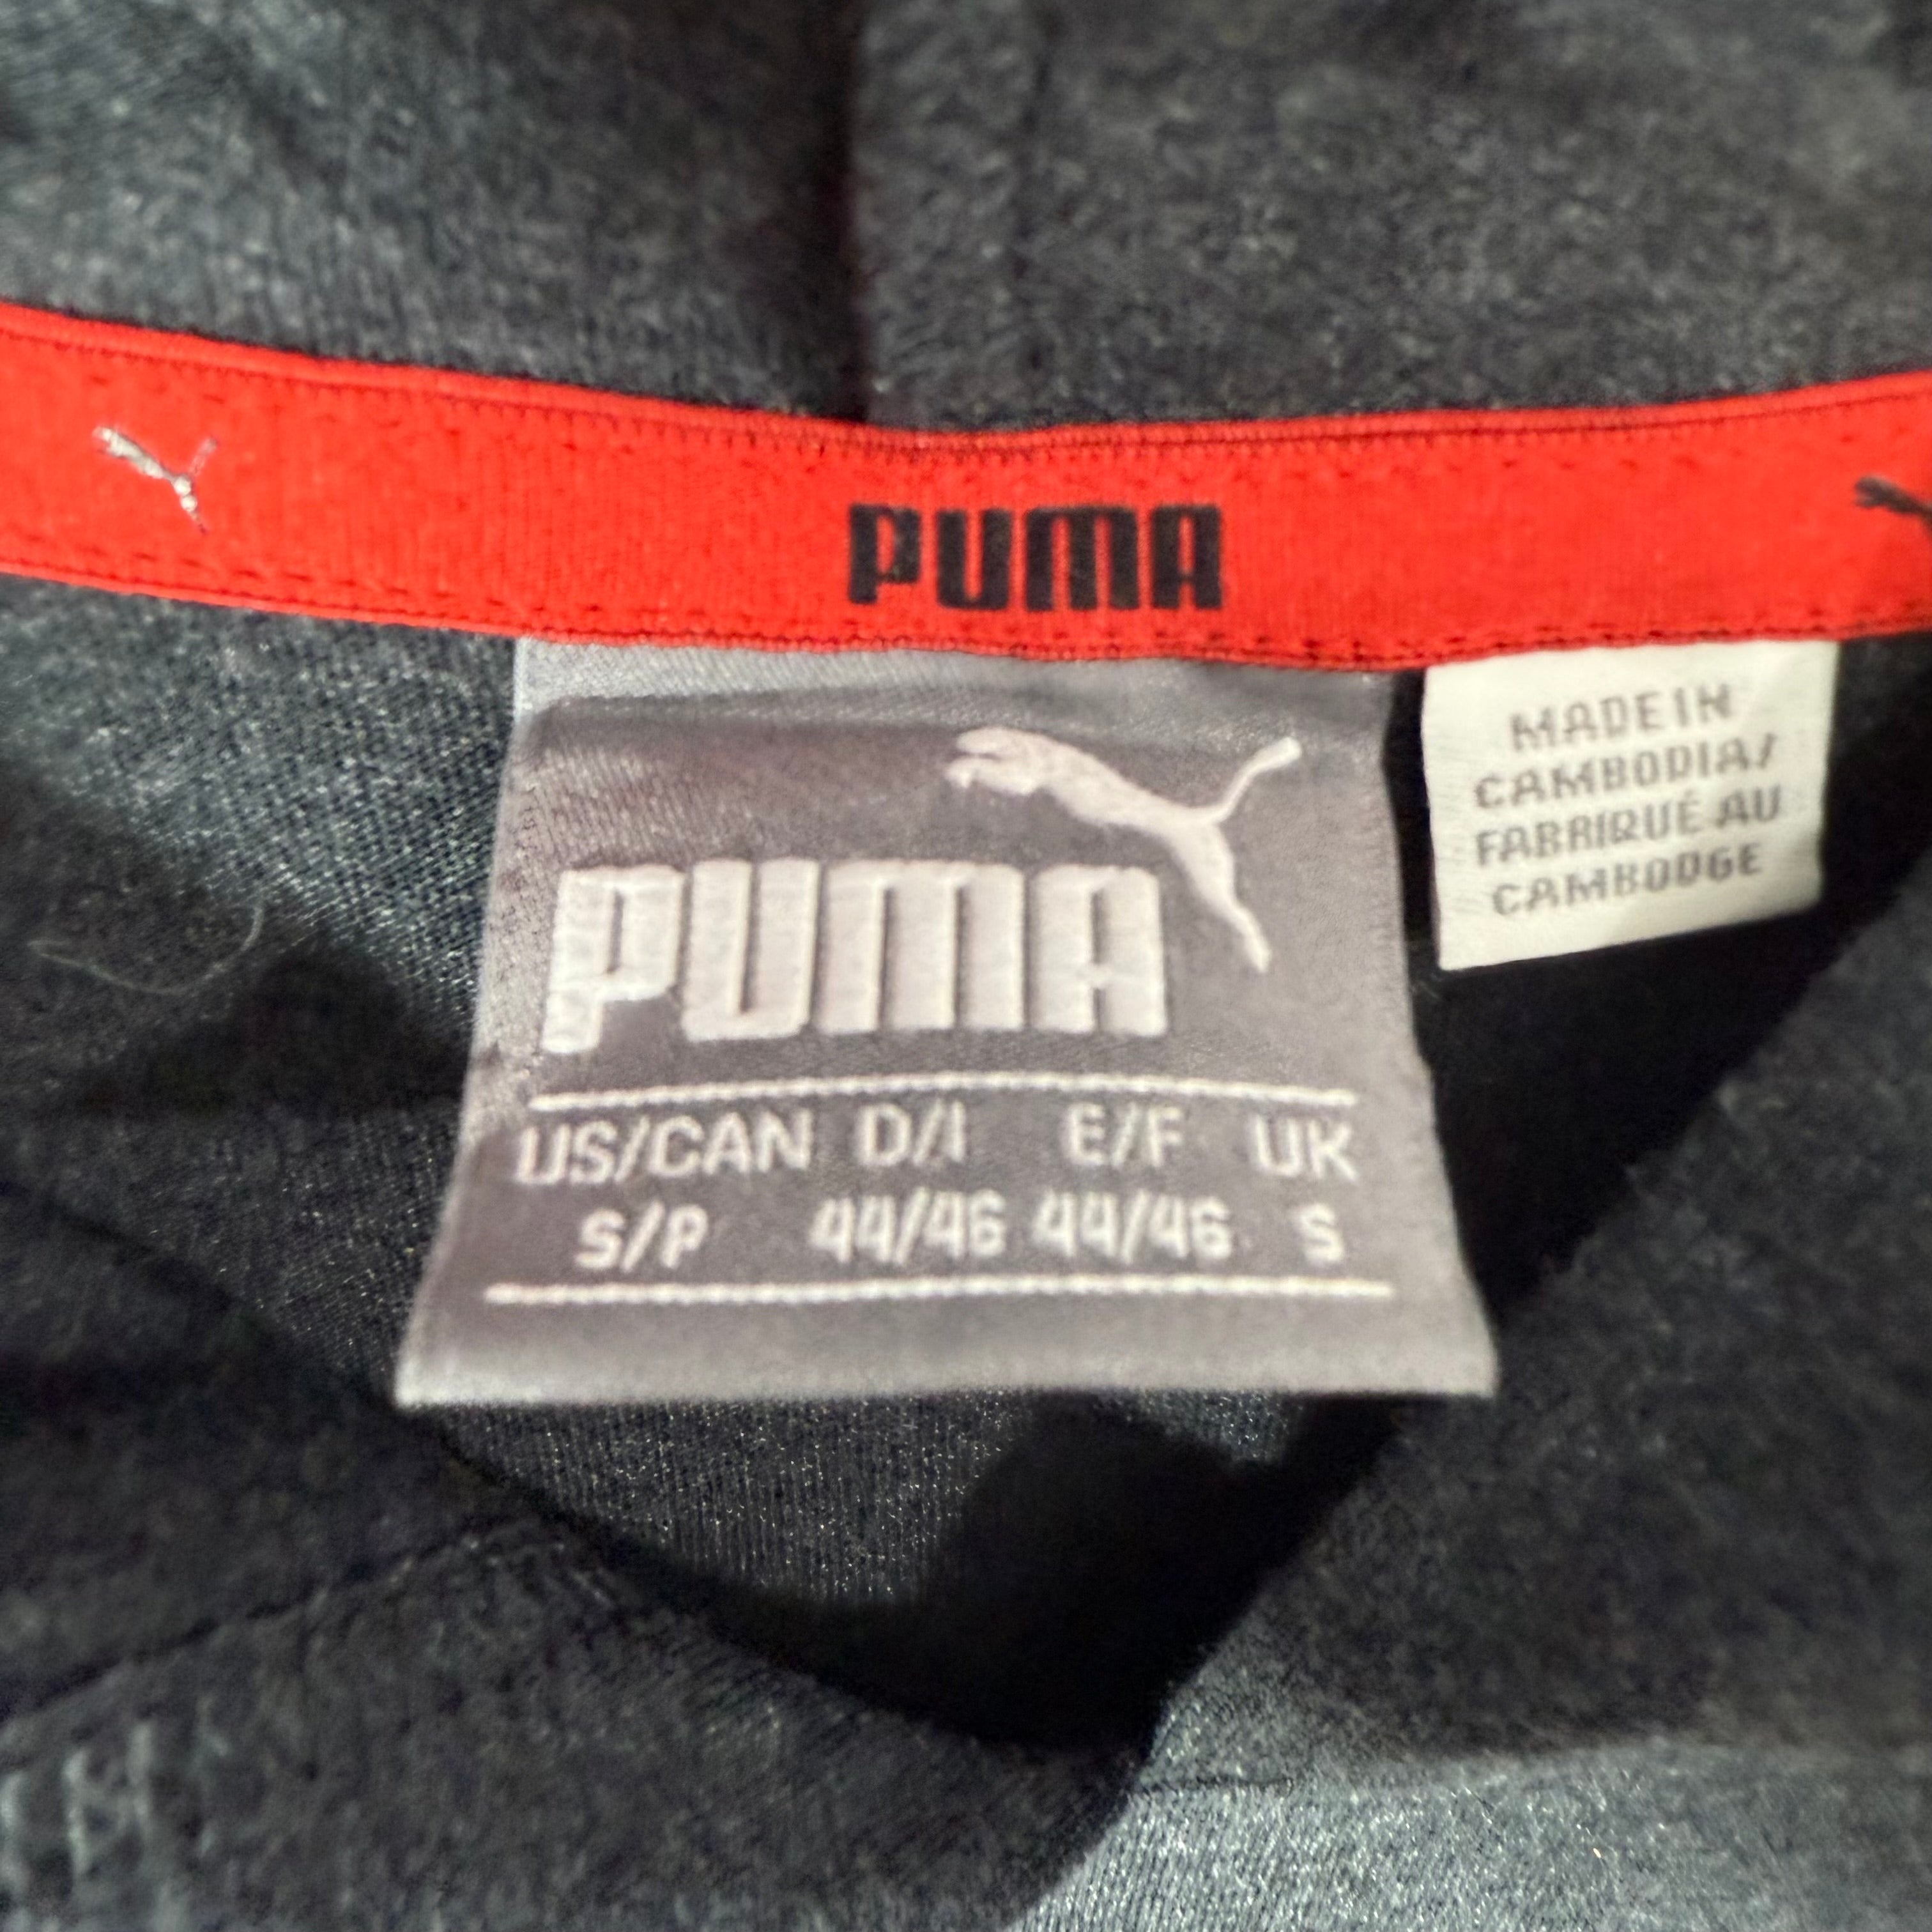 PUMA
PUMA
US/CAN D/I E/F UK
S/P 44/46 44/46 S
MADE IN
CAMBODIA/
FABRIQUÉ AU
CAMBODGE